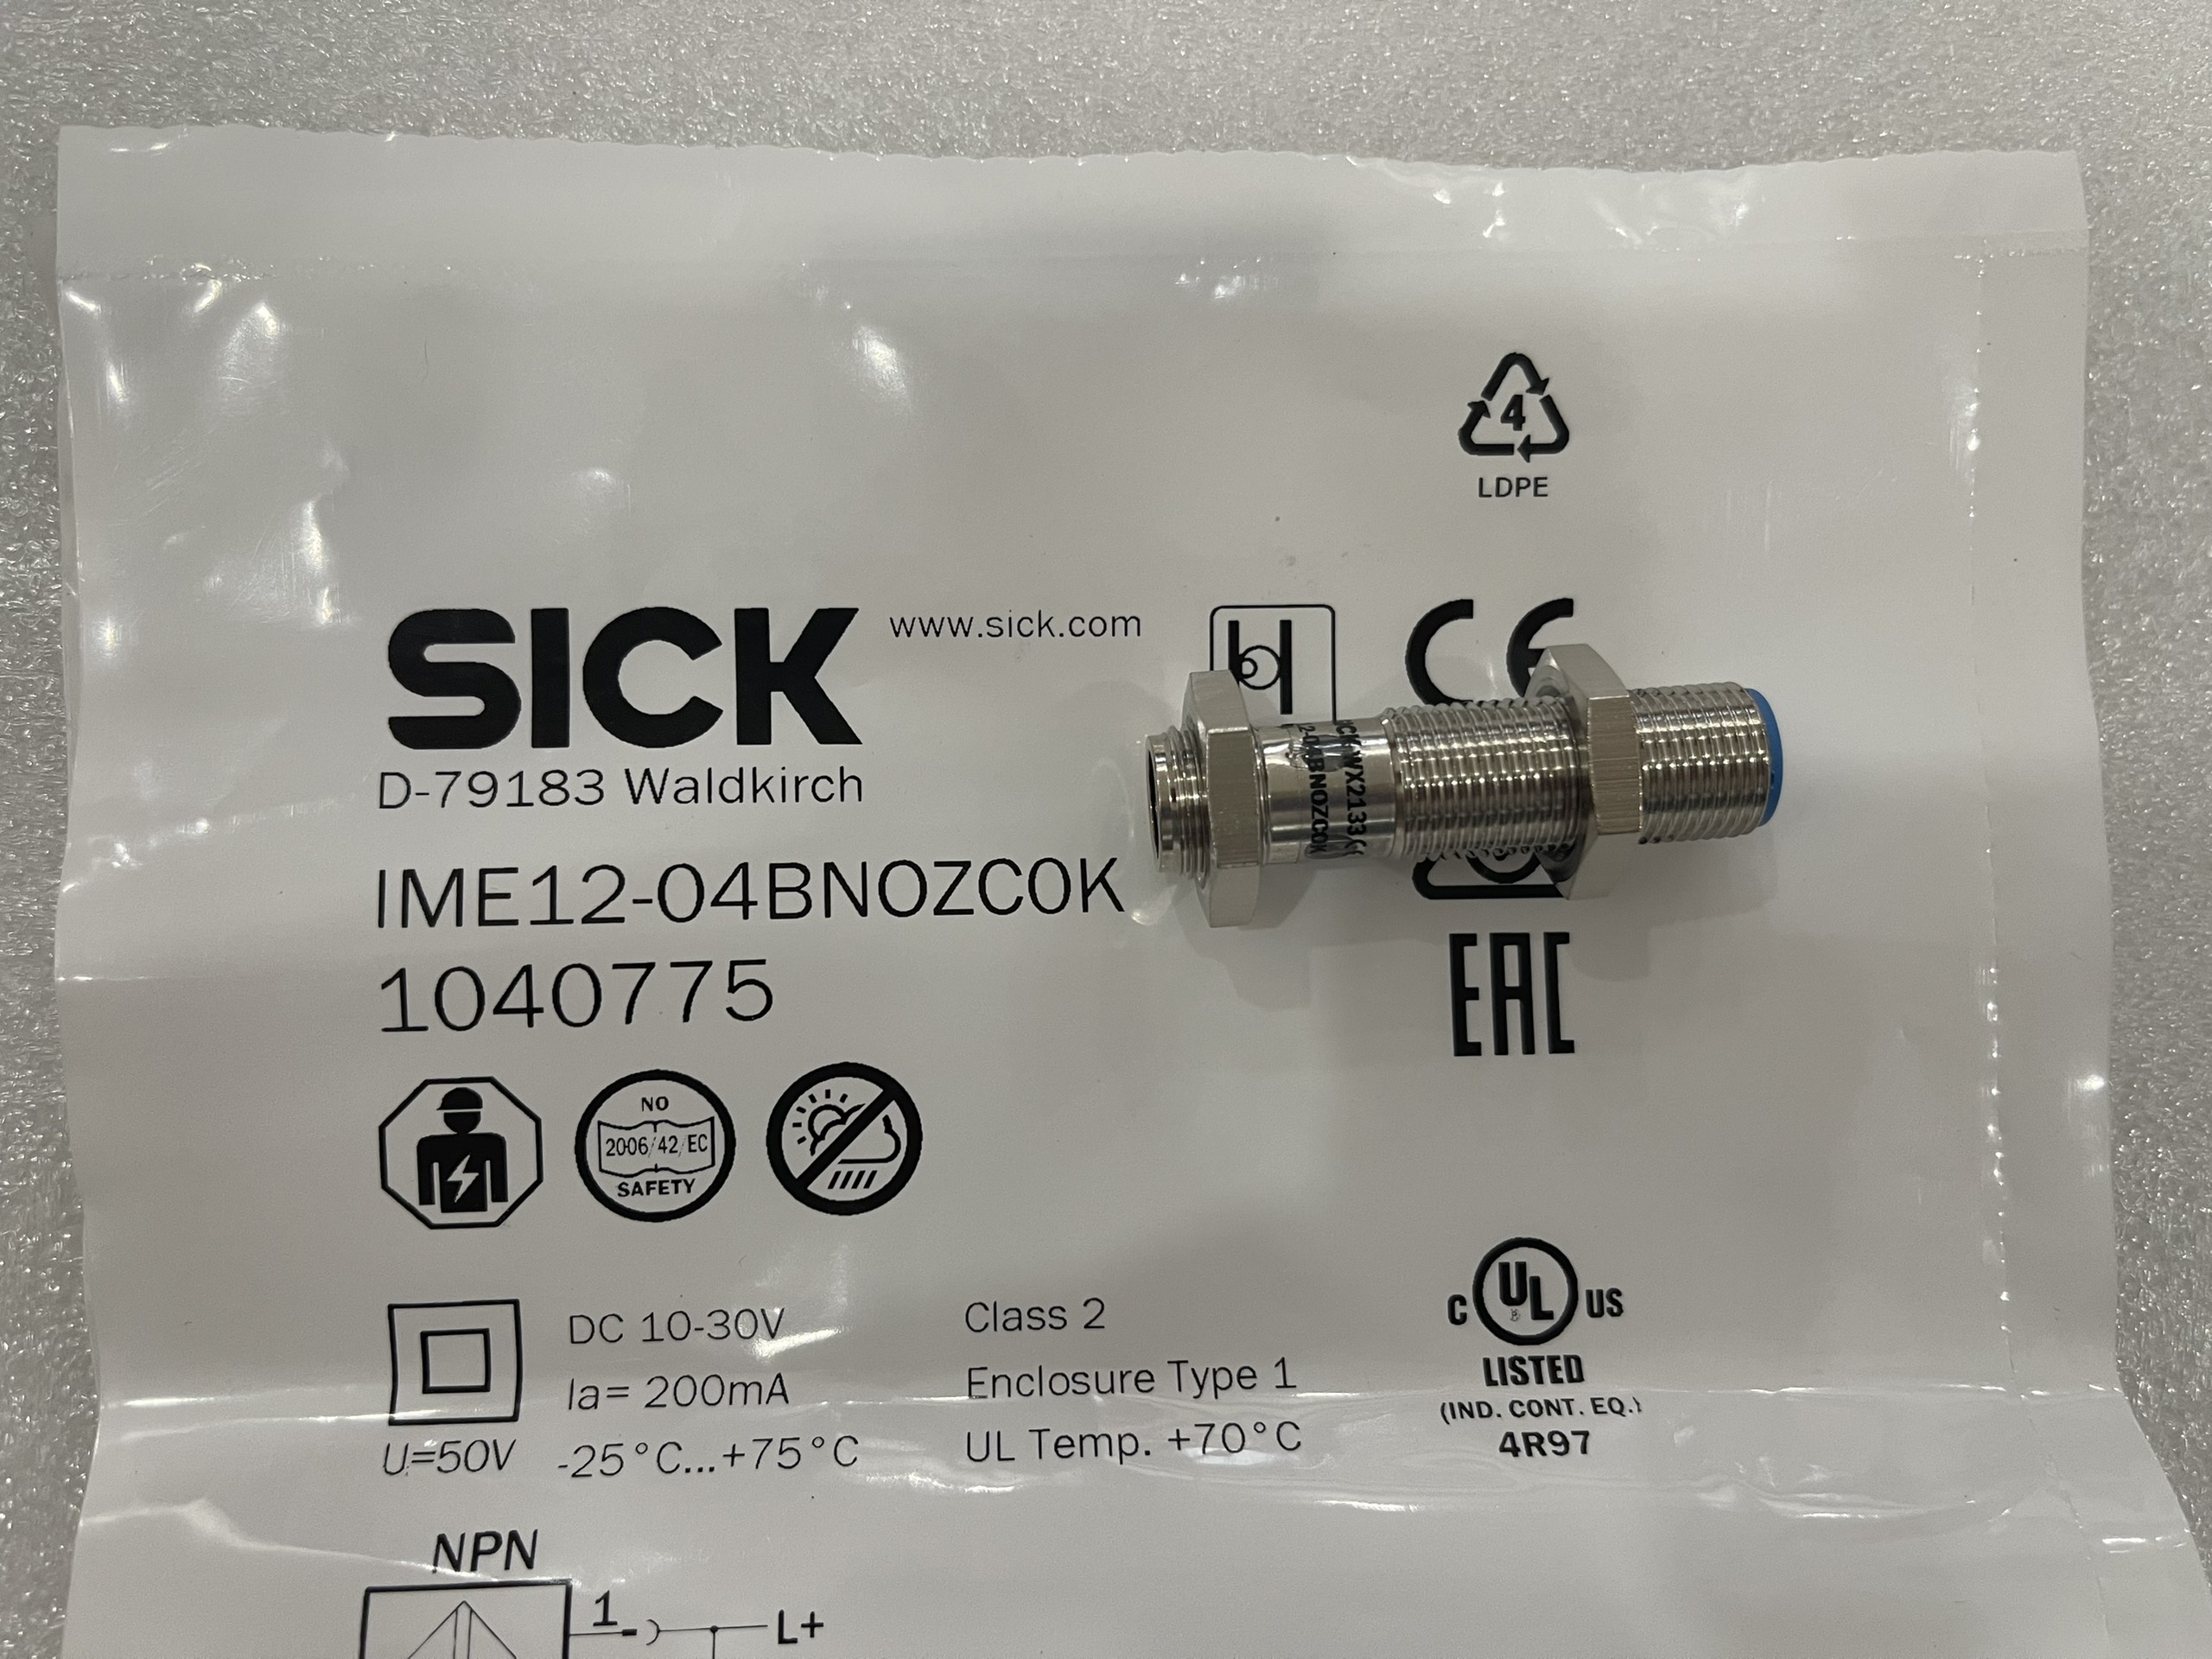 4
LDPE
SICK www.sick.com
CE
D-79183 Waldkirch
IME12-04BNOZC0K
1040775
EAC
NO
2006/42/EC
SAFETY
DC 10-30V
Ia= 200mA
U=50V
-25°C...+75°C
Class 2
Enclosure Type 1
UL Temp. +70°C
C UL US
LISTED
(IND. CONT. EQ.)
4R97
NPN
1
L+